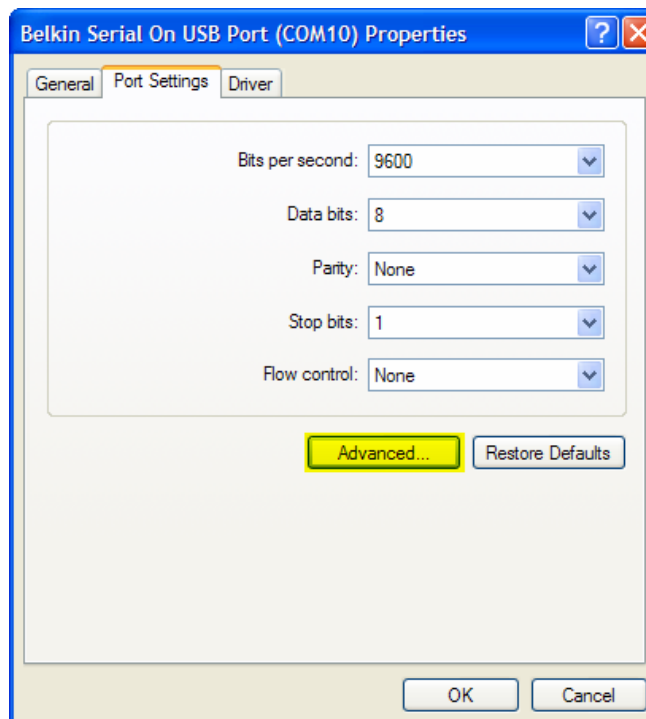 Belkin Serial On USB Port (COM10) Properties
General Port Settings Driver
Bits per second: 9600
Data bits: 8
Parity: None
Stop bits: 1
Flow control: None
Advanced... Restore Defaults
OK Cancel